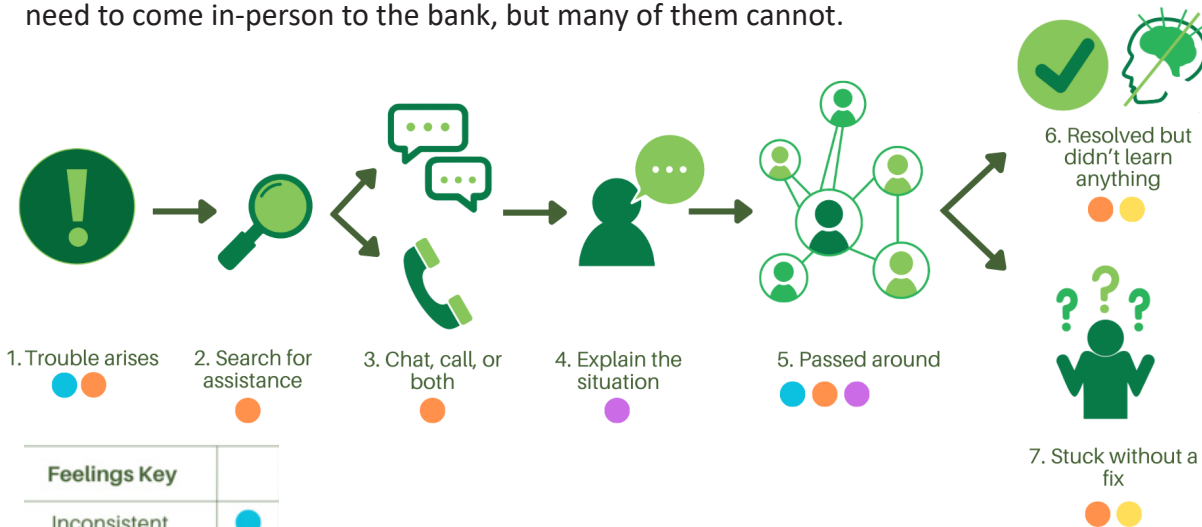 need to come in-person to the bank, but many of them cannot.
1. Trouble arises
2. Search for
assistance
3. Chat, call, or
both
4. Explain the
situation
5. Passed around
6. Resolved but
didn't learn
anything
7. Stuck without a
fix
Feelings Key
Inconsistent